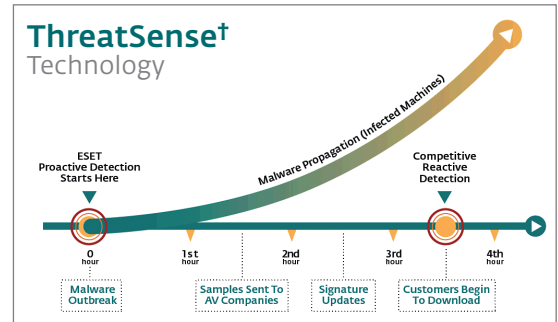 ThreatSense†
Technology
Malware Propagation (Infected Machines)
ESET
Proactive Detection
Starts Here
Competitive
Reactive
Detection
0
hour
1st
hour
2nd
hour
3rd
hour
4th
hour
Malware
Outbreak
Samples Sent To
AV Companies
Signature
Updates
Customers Begin
To Download